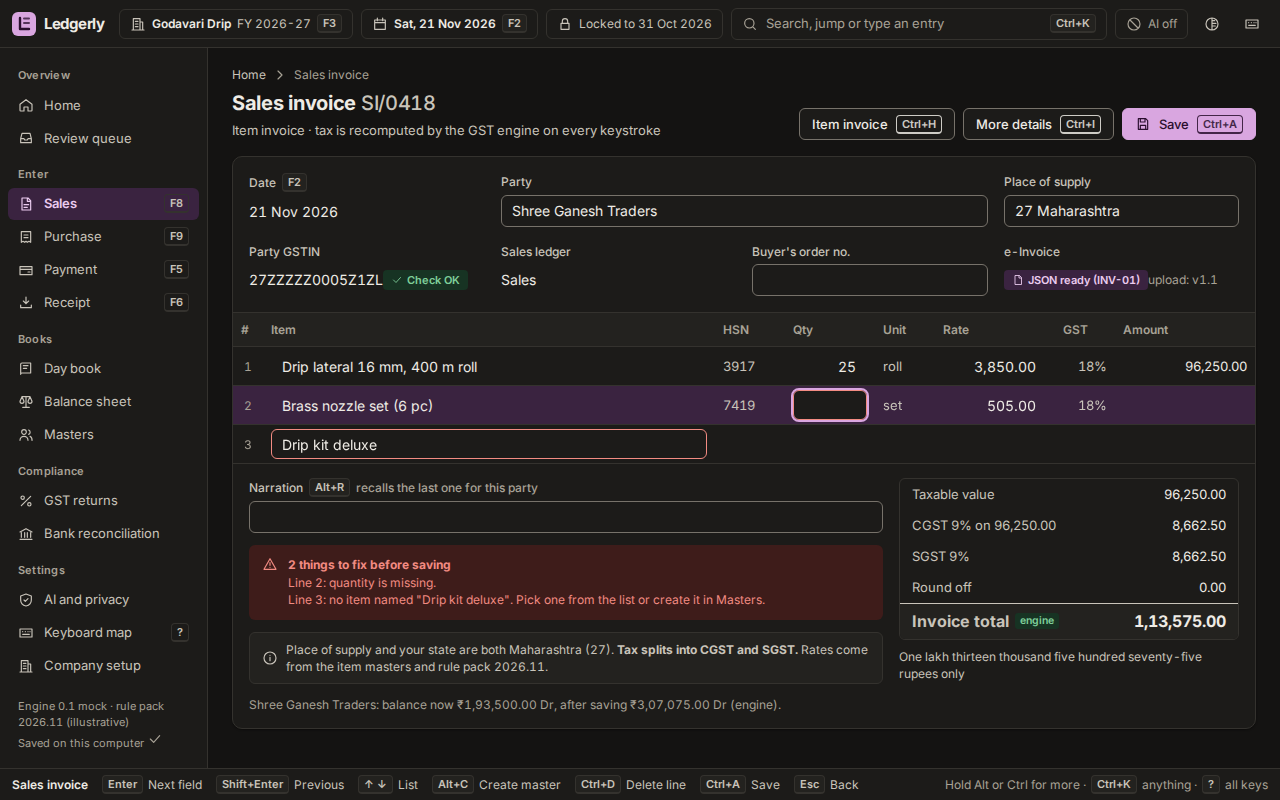 Ledgerly
Godavari Drip FY 2026-27 F3
Sat, 21 Nov 2026 F2
Locked to 31 Oct 2026
Search, jump or type an entry Ctrl+K
AI off
Overview
Home
Review queue
Enter
Sales F8
Purchase F9
Payment F5
Receipt F6
Books
Day book
Balance sheet
Masters
Compliance
GST returns
Bank reconciliation
Settings
AI and privacy
Keyboard map ?
Company setup
Engine 0.1 mock · rule pack
2026.11 (illustrative)
Saved on this computer
Home > Sales invoice
Sales invoice SI/0418
Item invoice · tax is recomputed by the GST engine on every keystroke
Item invoice Ctrl+H
More details Ctrl+I
Save Ctrl+A
Date F2
21 Nov 2026
Party
Shree Ganesh Traders
Place of supply
27 Maharashtra
Party GSTIN
27ZZZZZ0005Z1ZL Check OK
Sales ledger
Sales
Buyer's order no.
e-Invoice
JSON ready (INV-01) upload: v1.1
# Item HSN Qty Unit Rate GST Amount
1 Drip lateral 16 mm, 400 m roll 3917 25 roll 3,850.00 18% 96,250.00
2 Brass nozzle set (6 pc) 7419 set 505.00 18%
3 Drip kit deluxe
Narration Alt+R recalls the last one for this party
2 things to fix before saving
Line 2: quantity is missing.
Line 3: no item named "Drip kit deluxe". Pick one from the list or create it in Masters.
Place of supply and your state are both Maharashtra (27). Tax splits into CGST and SGST. Rates come
from the item masters and rule pack 2026.11.
Shree Ganesh Traders: balance now ₹1,93,500.00 Dr, after saving ₹3,07,075.00 Dr (engine).
Taxable value 96,250.00
CGST 9% on 96,250.00 8,662.50
SGST 9% 8,662.50
Round off 0.00
Invoice total engine 1,13,575.00
One lakh thirteen thousand five hundred seventy-five
rupees only
Sales invoice Enter Next field Shift+Enter Previous ↑↓ List Alt+C Create master Ctrl+D Delete line Ctrl+A Save Esc Back
Hold Alt or Ctrl for more · Ctrl+K anything · ? all keys